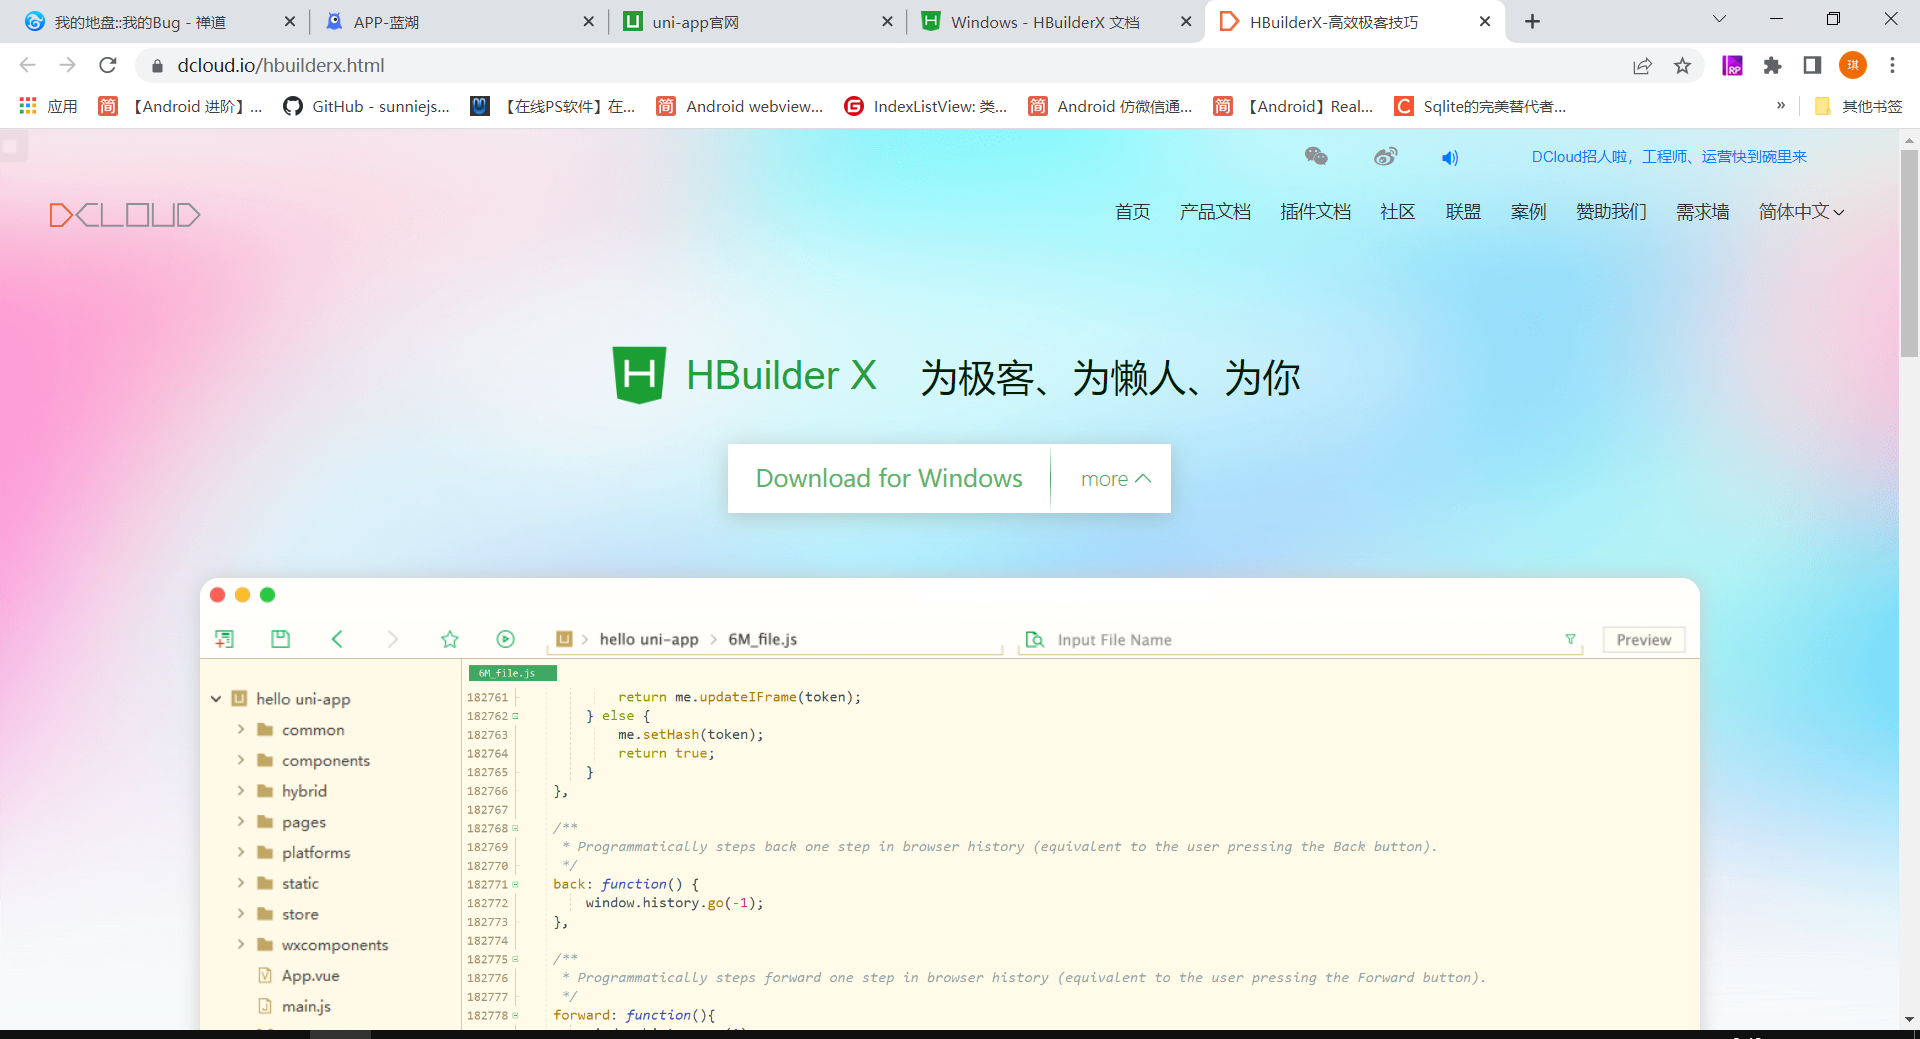 我的地盘::我的Bug - 禅道
APP-蓝湖
uni-app官网
Windows - HBuilderX 文档
HBuilderX-高效极客技巧
dcloud.io/hbuilderx.html
RP
琪
应用
简 【Android 进阶】...
GitHub - sunniejs...
【在线PS软件】在...
简 Android webview...
IndexListView: 类...
简 Android 仿微信通...
简 【Android】Real...
C Sqlite的完美替代者...
»
其他书签
DCloud招人啦，工程师、运营快到碗里来
DCLOUD
首页 产品文档 插件文档 社区 联盟 案例 赞助我们 需求墙 简体中文
H HBuilder X 为极客、为懒人、为你
Download for Windows more
hello uni-app > 6M_file.js
Input File Name
Preview
hello uni-app
common
components
hybrid
pages
platforms
static
store
wxcomponents
App.vue
main.js
6M_file.js
182761 return me.updateIFrame(token);
182762 } else {
182763 me.setHash(token);
182764 return true;
182765 }
182766 },
182767
182768 /**
182769 * Programmatically steps back one step in browser history (equivalent to the user pressing the Back button).
182770 */
182771 back: function() {
182772 window.history.go(-1);
182773 },
182774
182775 /**
182776 * Programmatically steps forward one step in browser history (equivalent to the user pressing the Forward button).
182777 */
182778 forward: function(){